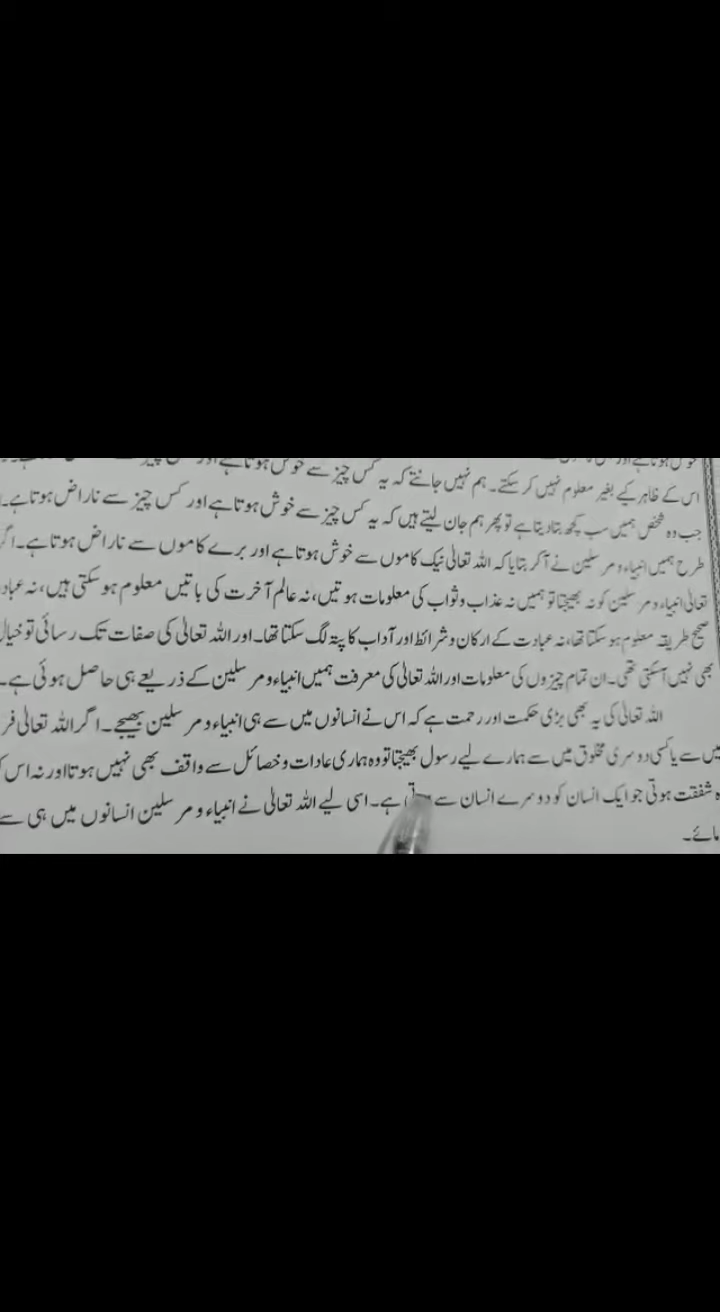 اس کے ظاہر کیے بغیر معلوم نہیں کر سکتے۔ ہم نہیں جانتے کہ یہ کس چیز سے خوش ہوتا ہے
جب وہ شخص ہمیں سب کچھ بتا دیتا ہے تو پھر ہم جان لیتے ہیں کہ یہ کس چیز سے خوش ہوتا ہے اور کس چیز سے ناراض ہوتا ہے۔
طرح ہمیں انبیاء و مرسلین نے آکر بتایا کہ اللہ تعالیٰ نیک کاموں سے خوش ہوتا ہے اور برے کاموں سے ناراض ہوتا ہے۔
تعالیٰ انبیاء و مرسلین کو نہ بھیجتا تو ہمیں نہ عذاب و ثواب کی معلومات ہوتیں، نہ عالم آخرت کی باتیں معلوم ہو سکتی ہیں، نہ
صحیح طریقہ معلوم ہو سکتا تھا، نہ عبادت کے ارکان و شرائط اور آداب کا پتہ لگ سکتا تھا۔ اور اللہ تعالیٰ کی صفات تک رسائی تو خیال
بھی نہیں آسکتی تھی۔ ان تمام چیزوں کی معلومات اور اللہ تعالیٰ کی معرفت ہمیں انبیاء و مرسلین کے ذریعے ہی حاصل ہوئی ہے۔
اللہ تعالیٰ کی یہ بھی بڑی حکمت اور رحمت ہے کہ اس نے انسانوں میں سے ہی انبیاء و مرسلین بھیجے۔ اگر اللہ تعالیٰ فر
میں سے یا کسی دوسری مخلوق میں سے ہمارے لیے رسول بھیجتا تو وہ ہماری عادات و خصائل سے واقف بھی نہیں ہوتا اور نہ اس
ہ شفقت ہوتی جو ایک انسان کو دوسرے انسان سے ہے۔ اسی لیے اللہ تعالیٰ نے انبیاء و مرسلین انسانوں میں ہی سے
مائے۔